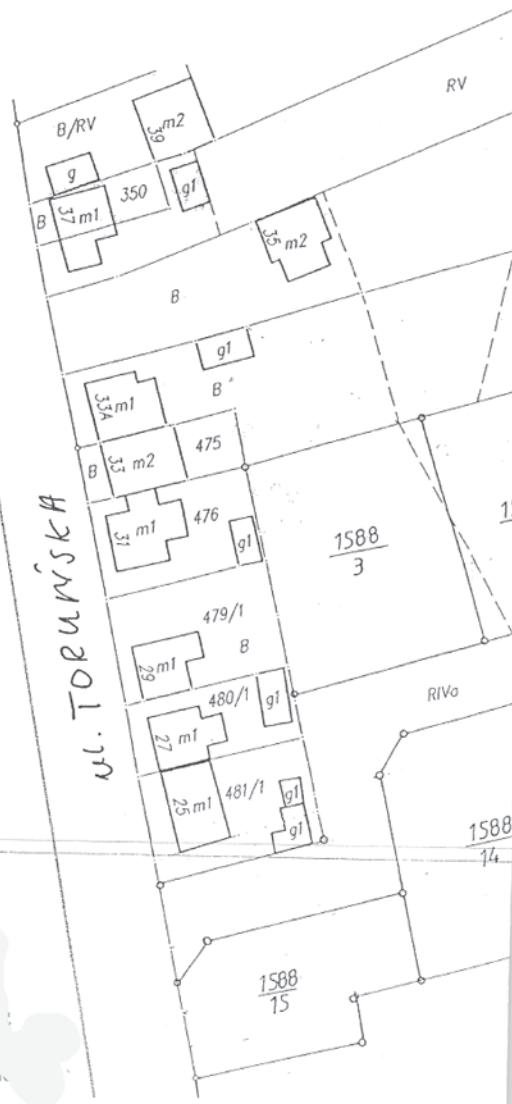 RV
B/RV
39 m2
g
350
g1
B
37 m1
35 m2
B
g1
B
33A m1
475
B
33 m2
476
31 m1
g1
1588
3
479/1
B
29 m1
480/1
g1
RIVa
27 m1
481/1
25 m1
g1
g1
1588
14
1588
15
ul. TORUŃSKA